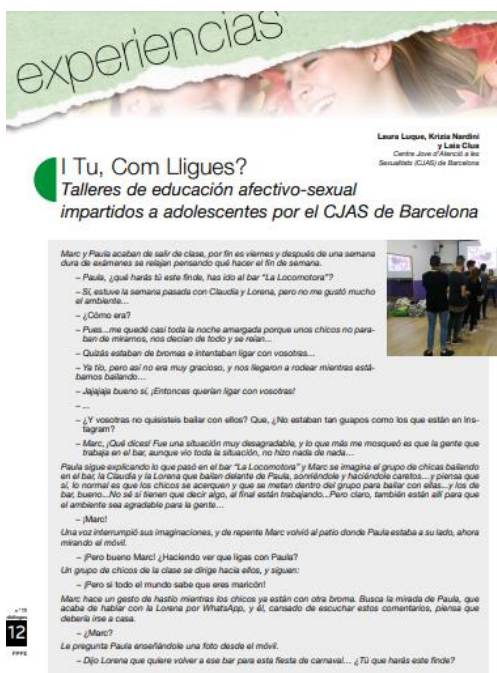 experiencias
Laura Luque, Krizia Nardini
y Laia Clua
Centre Jove d'Atenció a les
Sexualitats (CJAS) de Barcelona
I Tu, Com Lligues?
Talleres de educación afectivo-sexual
impartidos a adolescentes por el CJAS de Barcelona
Marc y Paula acaban de salir de clase, por fin es viernes y después de una semana
dura de exámenes se relajan pensando qué hacer el fin de semana.
– Paula, ¿qué harás tú este finde, has ido al bar "La Locomotora"?
– Sí, estuve la semana pasada con Claudia y Lorena, pero no me gustó mucho
el ambiente…
– ¿Cómo era?
– Pues...me quedé casi toda la noche amargada porque unos chicos no para-
ban de mirarnos, nos decían de todo y se reían…
– Quizás estaban de bromas e intentaban ligar con vosotras…
– Ya tío, pero así no era muy gracioso, y nos llegaron a rodear mientras está-
bamos bailando…
– Jajajaja bueno sí, ¡Entonces querían ligar con vosotras!
–...
– ¿Y vosotras no quisisteis bailar con ellos? Que, ¿No estaban tan guapos como los que están en Ins-
tagram?
– Marc, ¡Qué dices! Fue una situación muy desagradable, y lo que más me mosqueó es que la gente que
trabaja en el bar, aunque vio toda la situación, no hizo nada de nada…
Paula sigue explicando lo que pasó en el bar "La Locomotora" y Marc se imagina el grupo de chicas bailando
en el bar, la Claudia y la Lorena que bailan delante de Paula, sonriéndole y haciéndole caretos...y piensa que
sí, lo normal es que los chicos se acerquen y que se metan dentro del grupo para bailar con ellas...y los de
bar, bueno...No sé si tienen que decir algo, al final están trabajando...Pero claro, también están allí para que
el ambiente sea agradable para la gente…
– ¡Marc!
Una voz interrumpió sus imaginaciones, y de repente Marc volvió al patio donde Paula estaba a su lado, ahora
mirando el móvil.
– ¡Pero bueno Marc! ¿Haciendo ver que ligas con Paula?
Un grupo de chicos de la clase se dirige hacia ellos, y siguen:
– ¡Pero si todo el mundo sabe que eres maricón!
Marc hace un gesto de hastío mientras los chicos ya están con otra broma. Busca la mirada de Paula, que
acaba de hablar con la Lorena por WhatsApp, y él, cansado de escuchar estos comentarios, piensa que
debería irse a casa.
– ¿Marc?
Le pregunta Paula enseñándole una foto desde el móvil.
– Dijo Lorena que quiere volver a ese bar para esta fiesta de carnaval… ¿Tú que harás este finde?
diálogos
12
FPFE